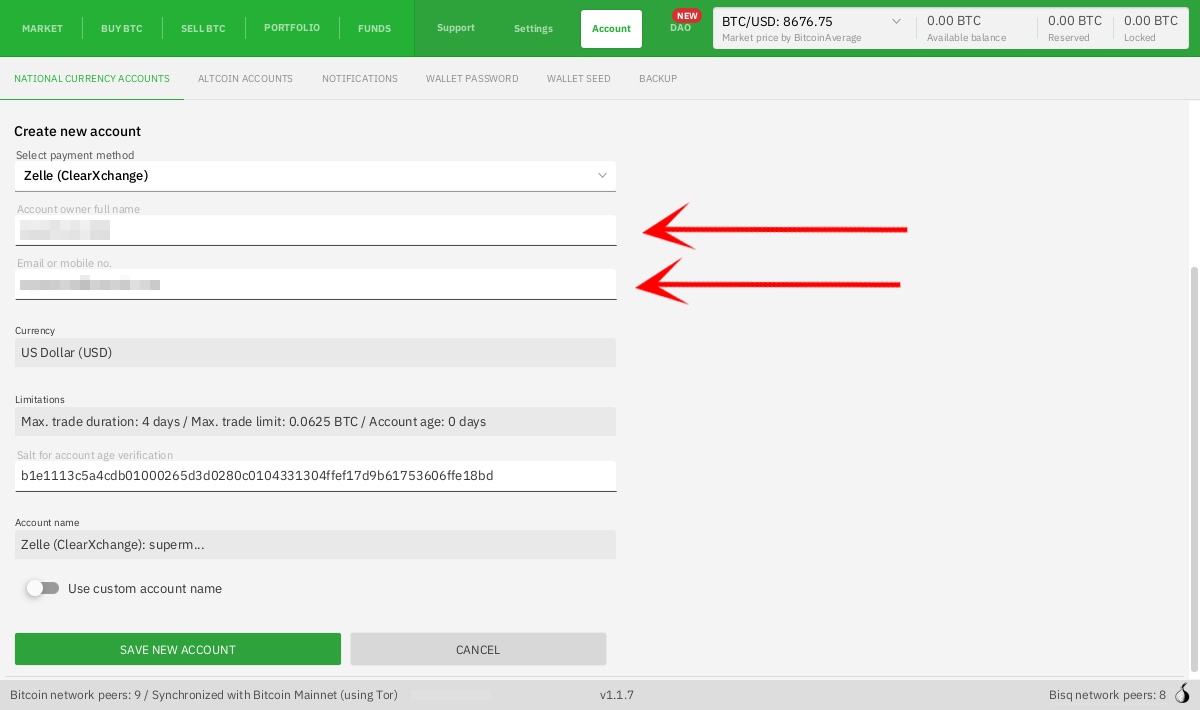 MARKET BUY BTC SELL BTC PORTFOLIO FUNDS Support Settings Account NEW DAO BTC/USD: 8676.75 0.00 BTC 0.00 BTC 0.00 BTC
Market price by BitcoinAverage Available balance Reserved Locked
NATIONAL CURRENCY ACCOUNTS ALTCOIN ACCOUNTS NOTIFICATIONS WALLET PASSWORD WALLET SEED BACKUP
Create new account
Select payment method
Zelle (ClearXchange)
Account owner full name
Email or mobile no.
Currency
US Dollar (USD)
Limitations
Max. trade duration: 4 days / Max. trade limit: 0.0625 BTC / Account age: 0 days
Salt for account age verification
b1e1113c5a4cdb01000265d3d0280c0104331304ffef17d9b61753606ffe18bd
Account name
Zelle (ClearXchange): superm...
Use custom account name
SAVE NEW ACCOUNT CANCEL
Bitcoin network peers: 9 / Synchronized with Bitcoin Mainnet (using Tor) v1.1.7 Bisq network peers: 8